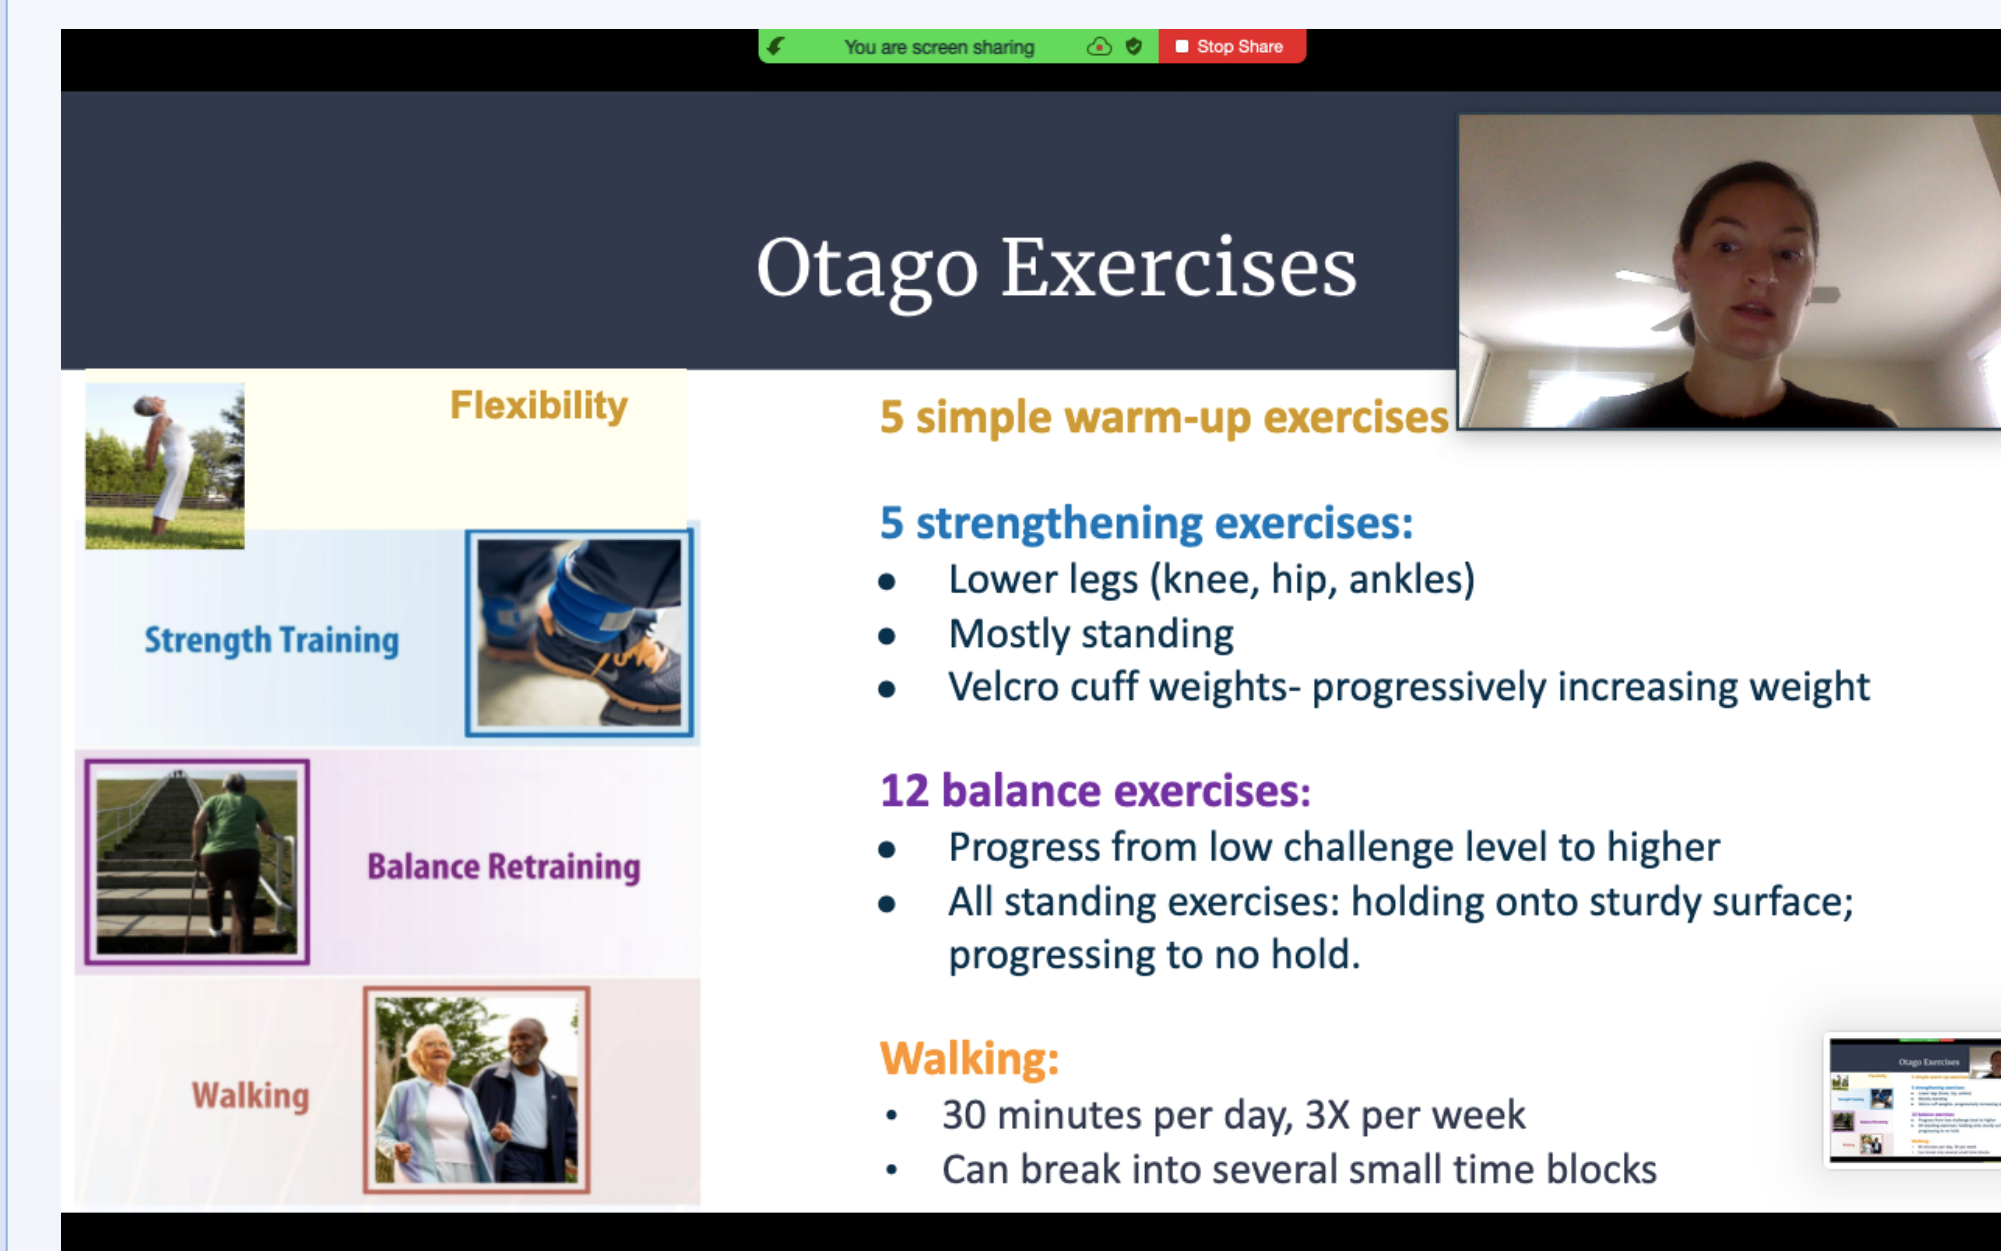 You are screen sharing
Stop Share
Otago Exercises
Flexibility
Strength Training
Balance Retraining
Walking
5 simple warm-up exercises
5 strengthening exercises:
● Lower legs (knee, hip, ankles)
● Mostly standing
● Velcro cuff weights- progressively increasing weight
12 balance exercises:
● Progress from low challenge level to higher
● All standing exercises: holding onto sturdy surface;
progressing to no hold.
Walking:
• 30 minutes per day, 3X per week
• Can break into several small time blocks
Otago Exercises